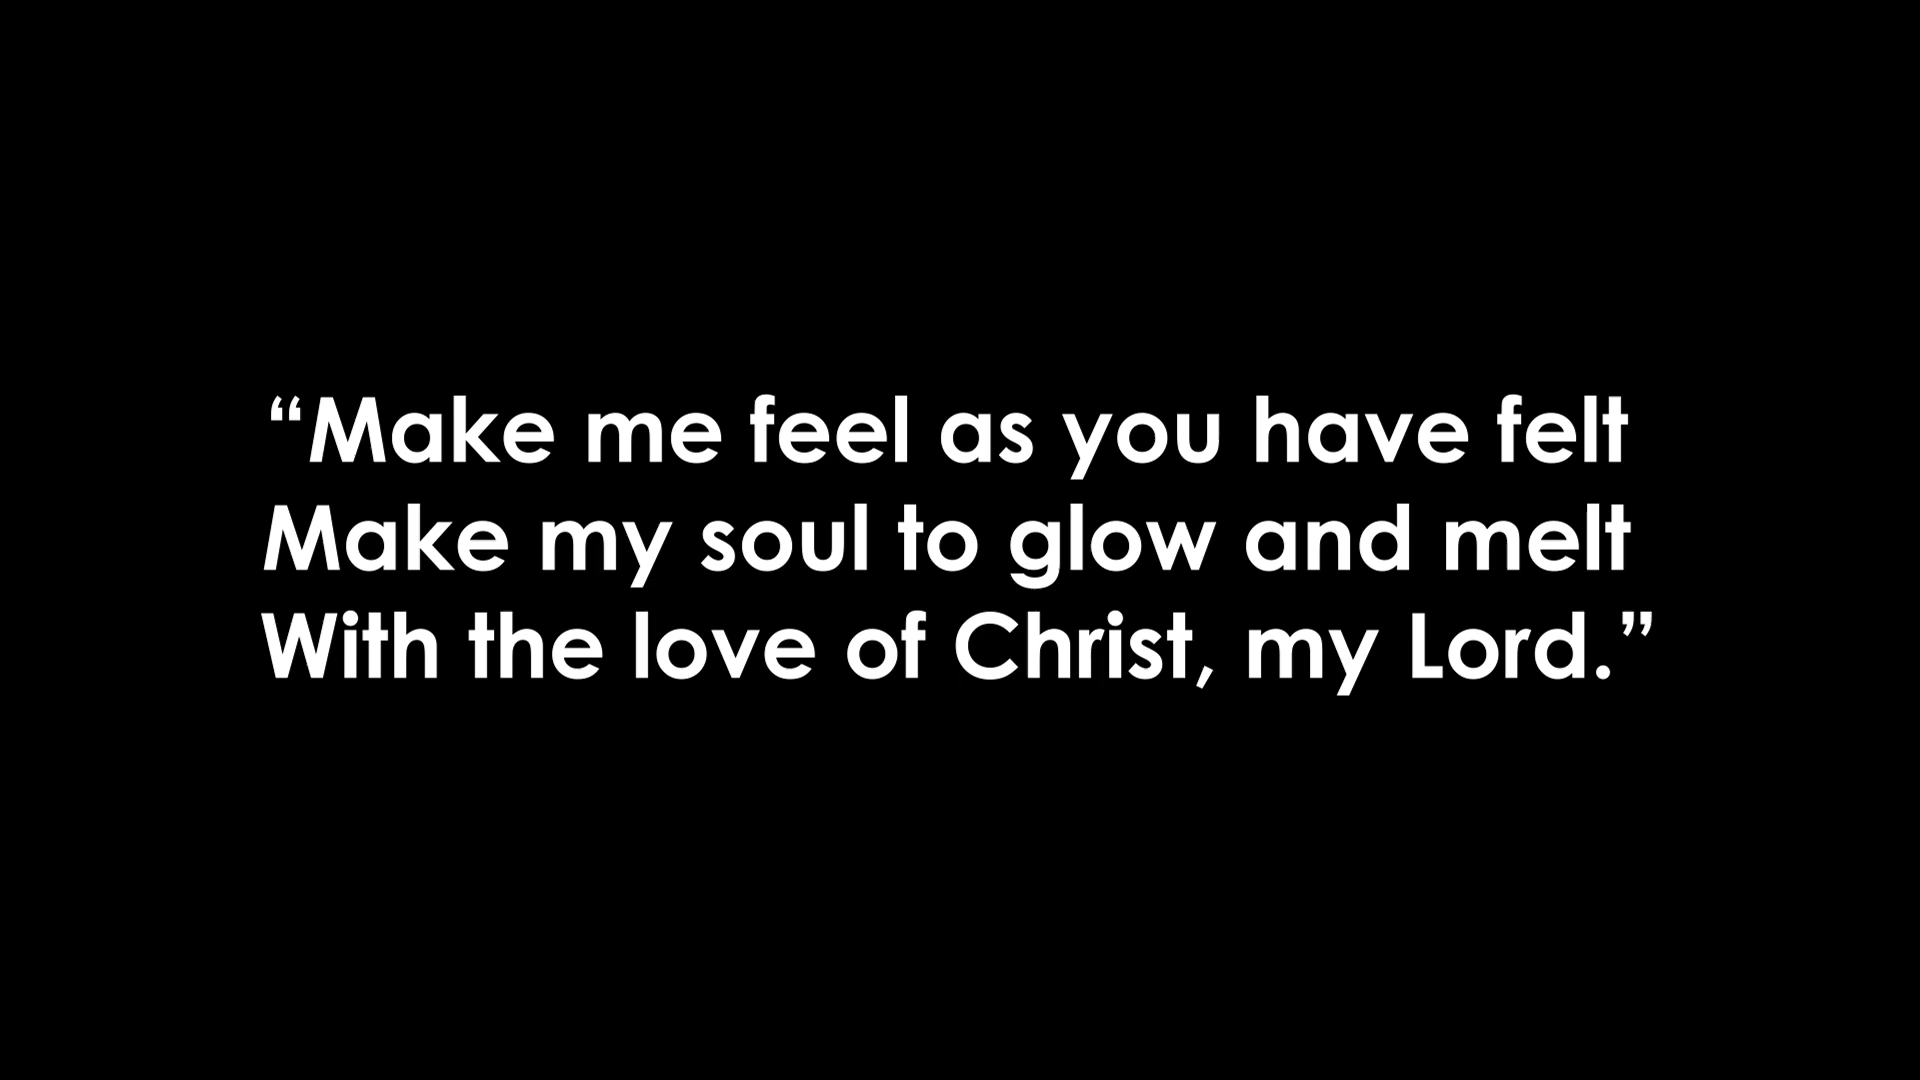 “Make me feel as you have felt
Make my soul to glow and melt
With the love of Christ, my Lord.”